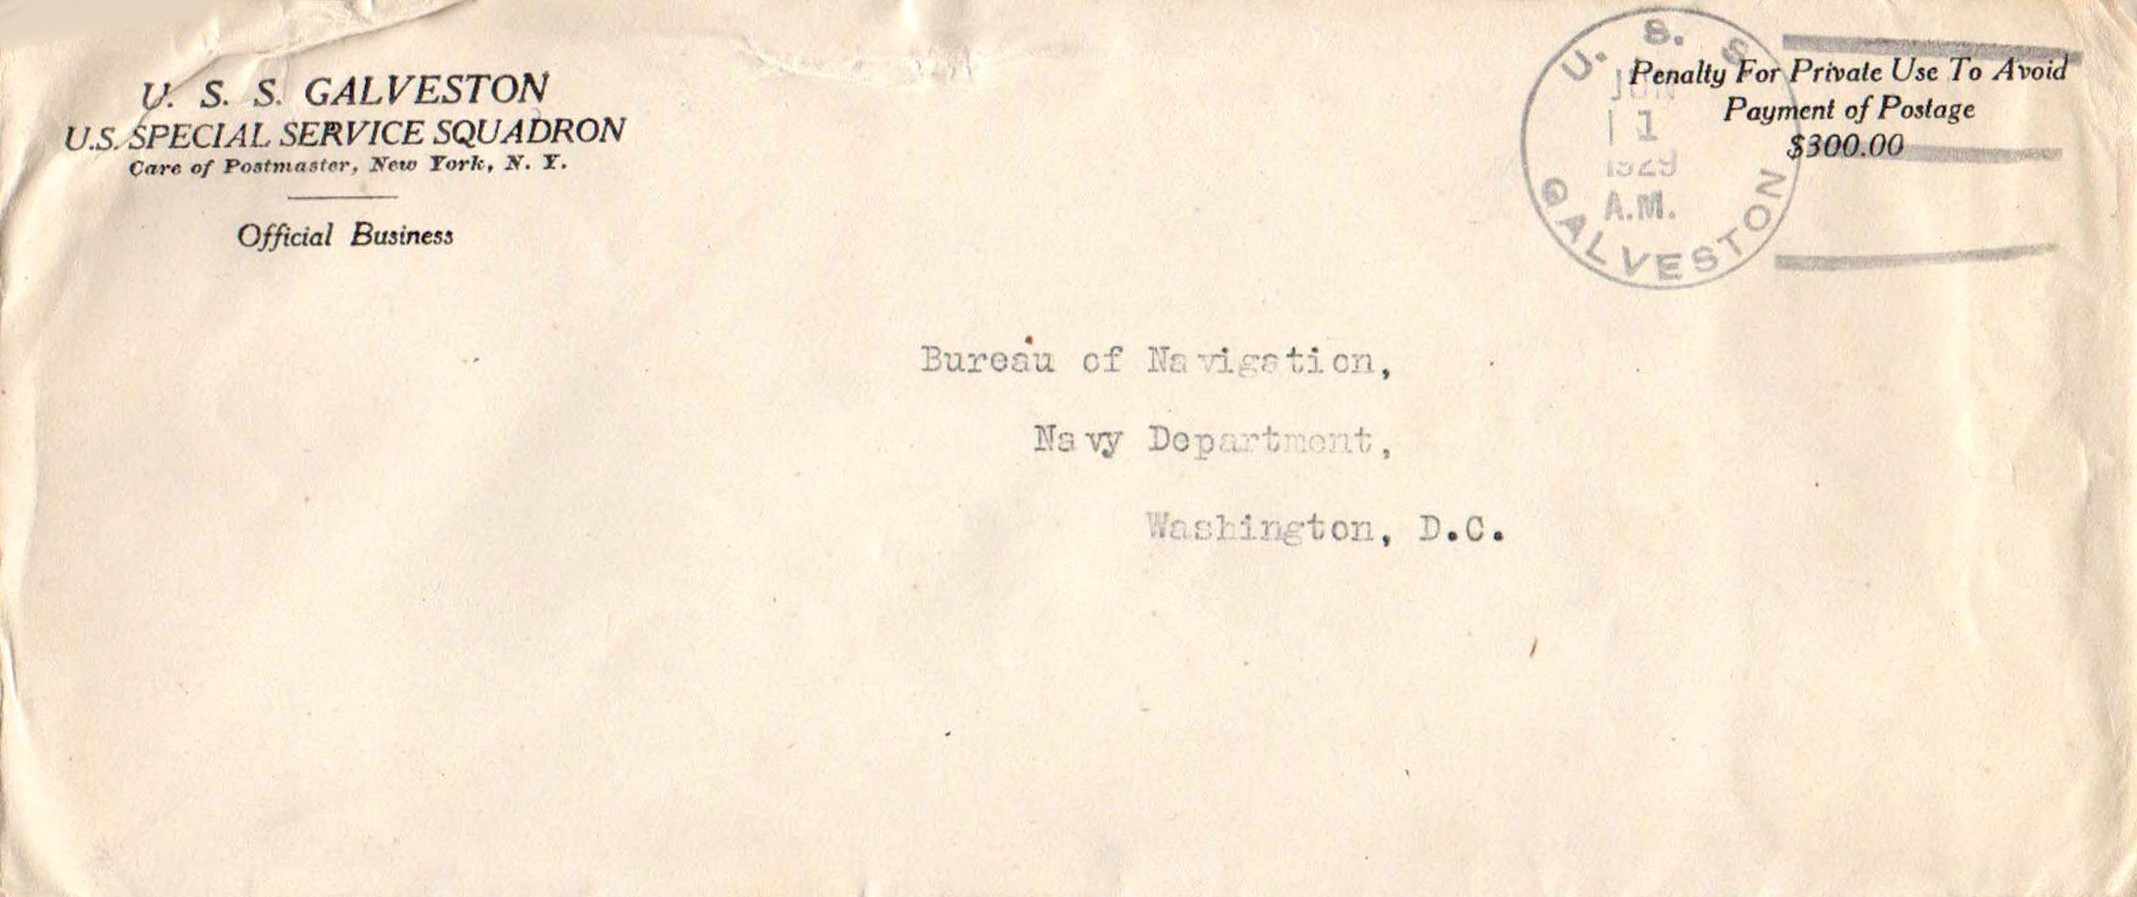 U. S. S. GALVESTON
U.S. SPECIAL SERVICE SQUADRON
Care of Postmaster, New York, N. Y.
Official Business
U. S. S.
JUN
11
1929
A.M.
GALVESTON
Penalty For Private Use To Avoid
Payment of Postage
$300.00
Bureau of Navigation,
Navy Department,
Washington, D.C.